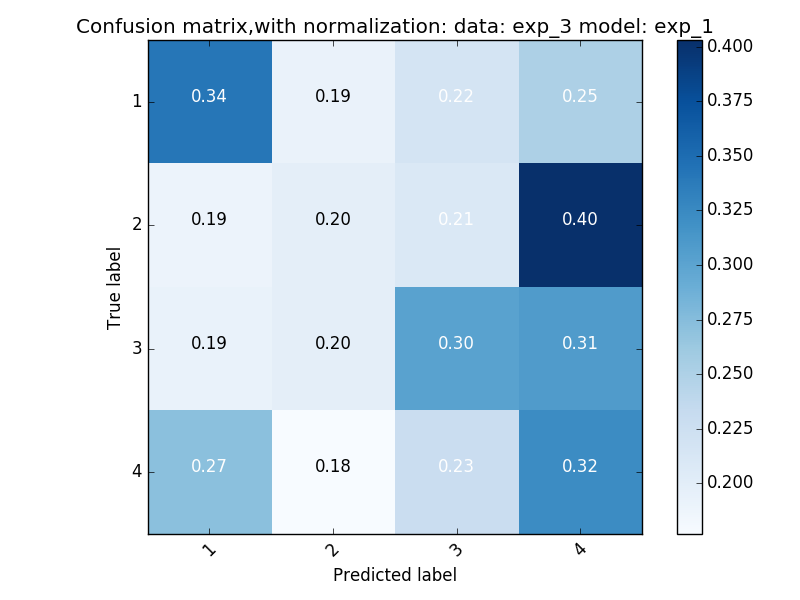 Confusion matrix,with normalization: data: exp_3 model: exp_1
0.34 0.19 0.22 0.25
0.19 0.20 0.21 0.40
0.19 0.20 0.30 0.31
0.27 0.18 0.23 0.32
1
2
3
4
True label
1 2 3 4
Predicted label
0.400
0.375
0.350
0.325
0.300
0.275
0.250
0.225
0.200